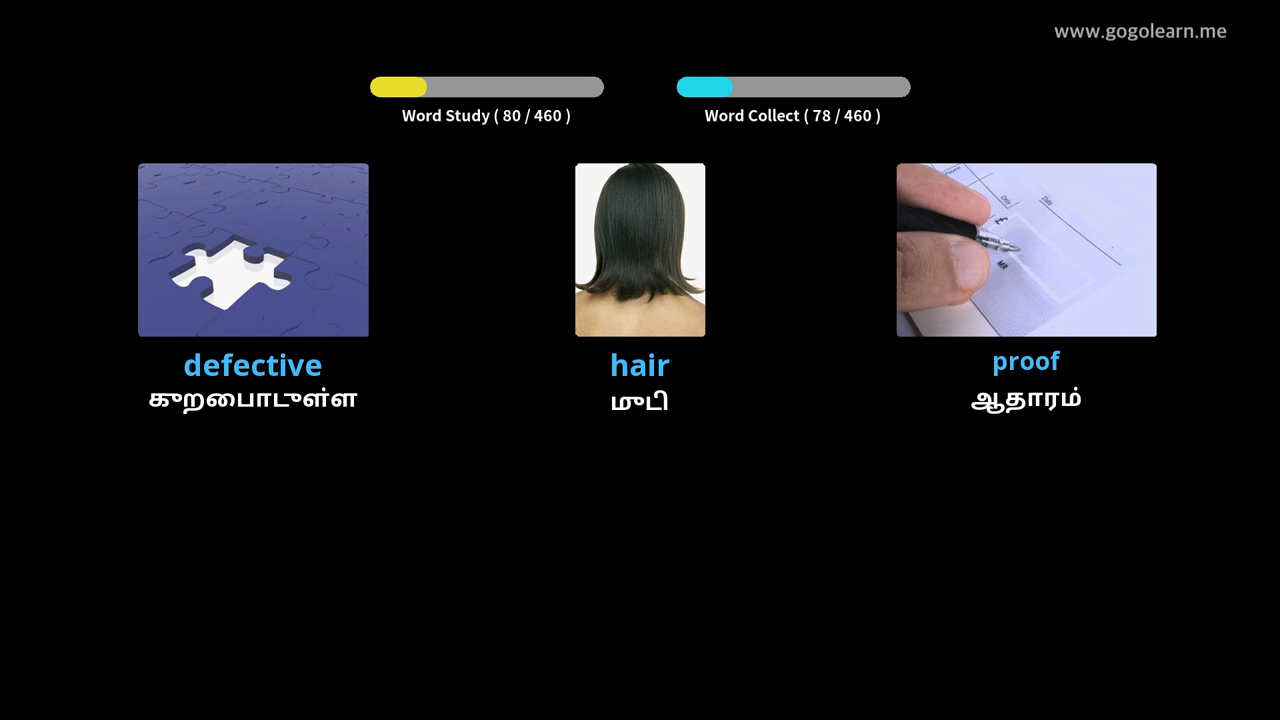 www.gogolearn.me
Word Study ( 80 / 460 )
Word Collect ( 78 / 460 )
defective
குறைபாடுள்ள
hair
முடி
proof
ஆதாரம்